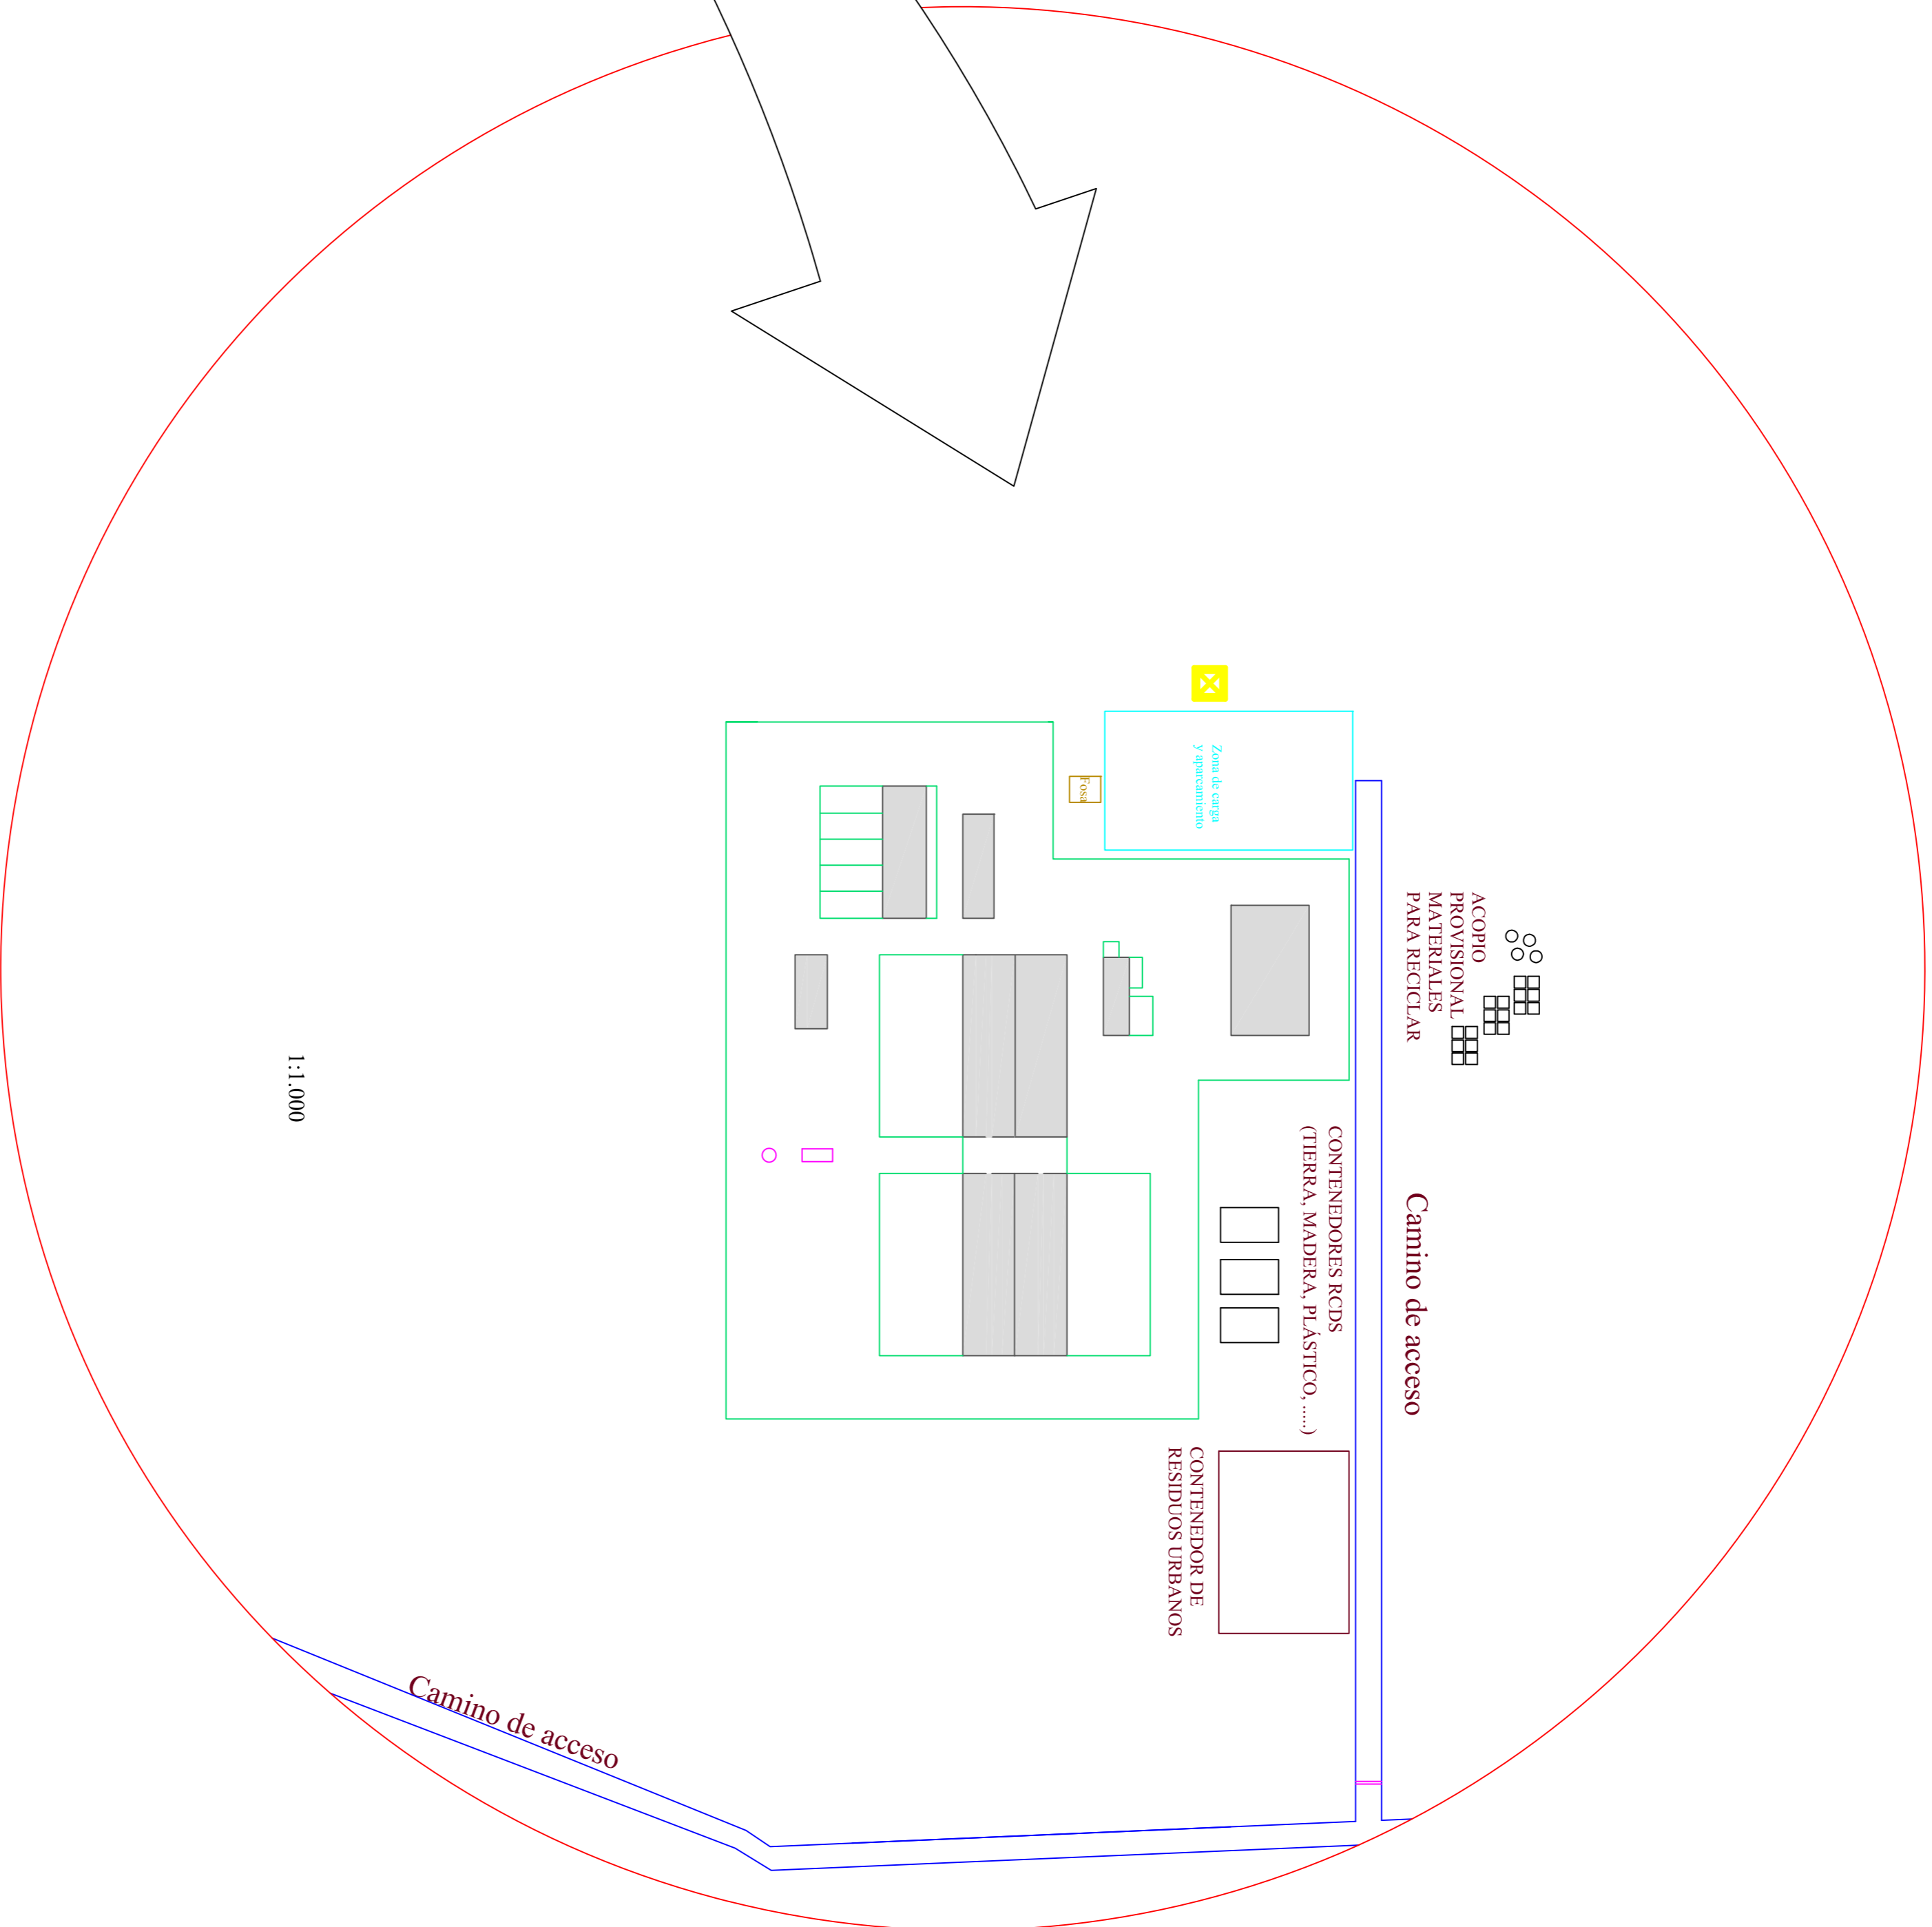 ACOPIO
PROVISIONAL
MATERIALES
PARA RECICLAR
Camino de acceso
CONTENEDORES RCDS
(TIERRA, MADERA, PLÁSTICO, .....)
Zona de carga
y aparcamiento
CONTENEDOR DE
RESIDUOS URBANOS
Fosa
Camino de acceso
1:1.000